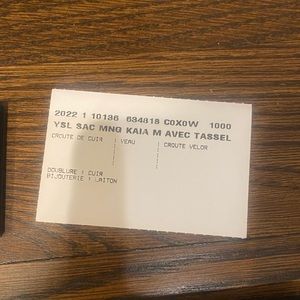 2022 1 10136 634818 C0X0W 1000
YSL SAC MNG KAIA M AVEC TASSEL
CROUTE DE CUIR | VEAU | CROUTE VELOR
DOUBLURE : CUIR
BIJOUTERIE : LAITON